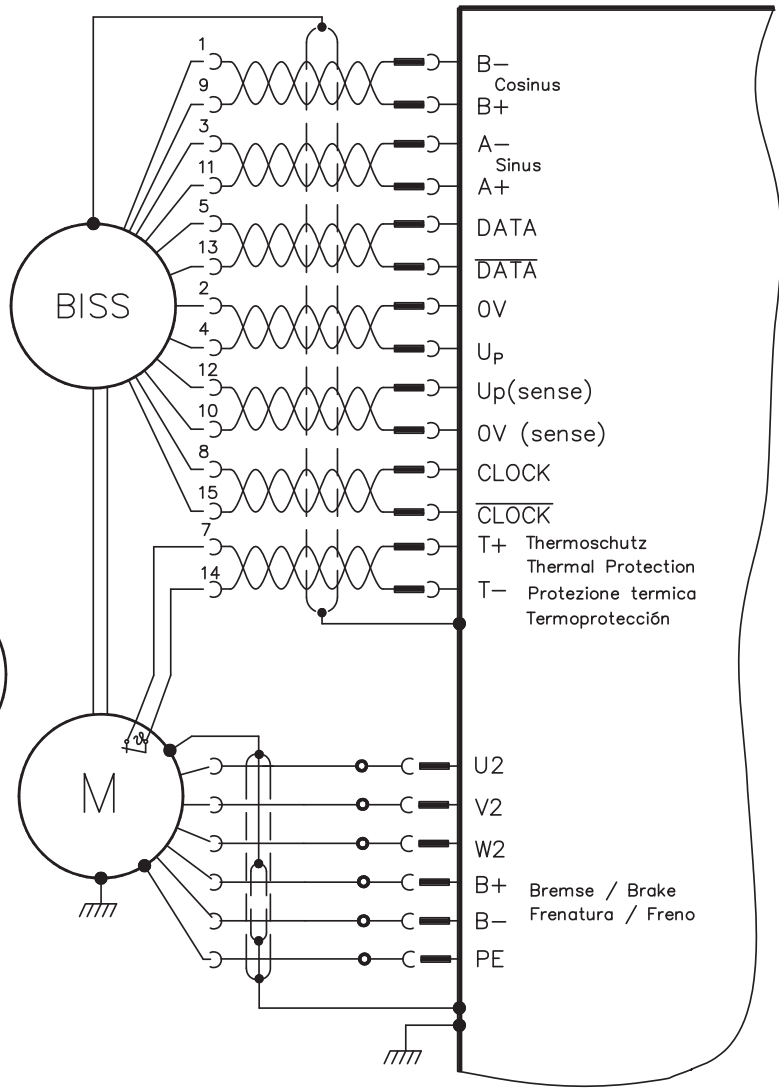 1
B−
Cosinus
9
B+
3
A−
Sinus
11
A+
5
DATA
13
DATA
2
0V
4
UP
12
Up(sense)
10
0V (sense)
8
CLOCK
15
CLOCK
7
T+ Thermoschutz
Thermal Protection
14
T− Protezione termica
Termoprotección
BISS
M
ϑ
U2
V2
W2
B+ Bremse / Brake
B− Frenatura / Freno
PE